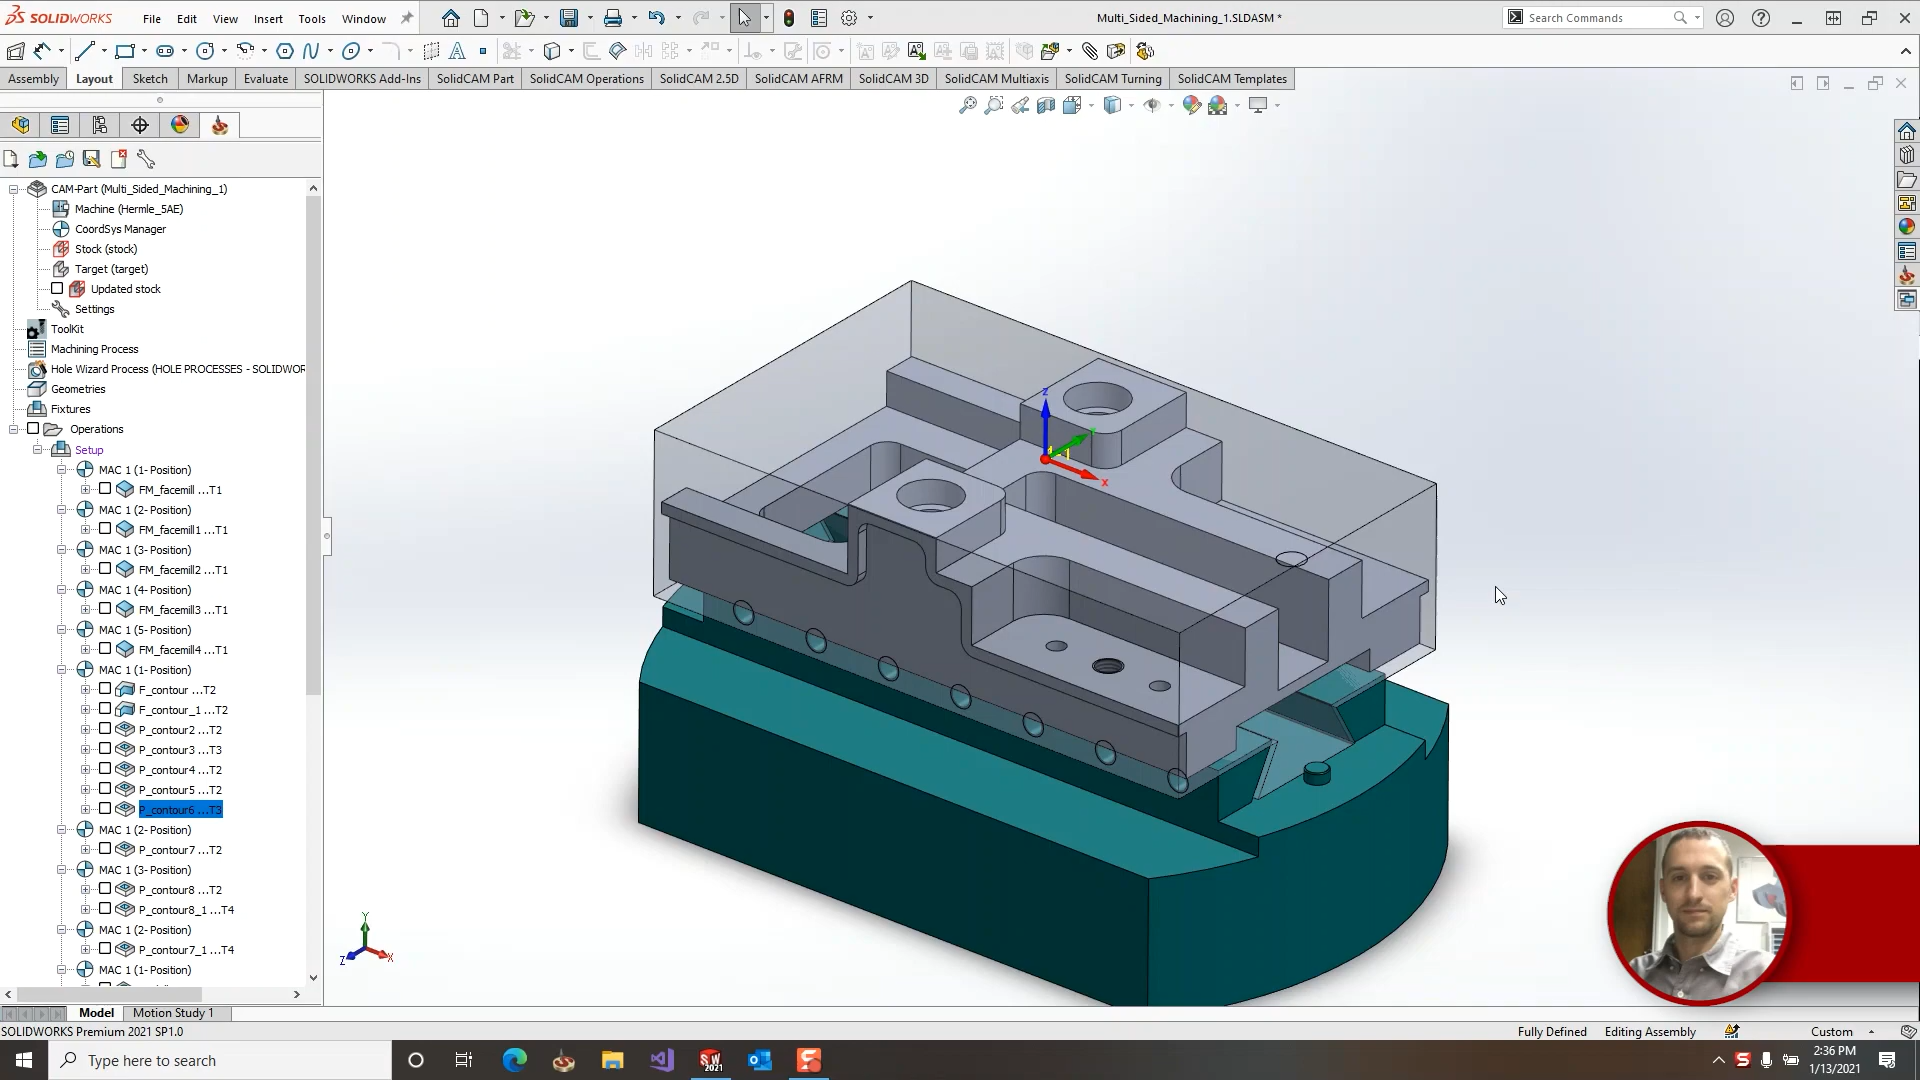 SOLIDWORKS File Edit View Insert Tools Window Multi_Sided_Machining_1.SLDASM * Search Commands
Assembly Layout Sketch Markup Evaluate SOLIDWORKS Add-Ins SolidCAM Part SolidCAM Operations SolidCAM 2.5D SolidCAM AFRM SolidCAM 3D SolidCAM Multiaxis SolidCAM Turning SolidCAM Templates
CAM-Part (Multi_Sided_Machining_1)
Machine (Hermle_5AE)
CoordSys Manager
Stock (stock)
Target (target)
Updated stock
Settings
ToolKit
Machining Process
Hole Wizard Process (HOLE PROCESSES - SOLIDWOR
Geometries
Fixtures
Operations
Setup
MAC 1 (1- Position)
FM_facemill ...T1
MAC 1 (2- Position)
FM_facemill1 ...T1
MAC 1 (3- Position)
FM_facemill2 ...T1
MAC 1 (4- Position)
FM_facemill3 ...T1
MAC 1 (5- Position)
FM_facemill4 ...T1
MAC 1 (1- Position)
F_contour ...T2
F_contour_1 ...T2
P_contour2 ...T2
P_contour3 ...T3
P_contour4 ...T2
P_contour5 ...T2
P_contour6 ...T3
MAC 1 (2- Position)
P_contour7 ...T2
MAC 1 (3- Position)
P_contour8 ...T2
P_contour8_1 ...T4
MAC 1 (2- Position)
P_contour7_1 ...T4
MAC 1 (1- Position)
Z
X
Y
Z
X
Model Motion Study 1
SOLIDWORKS Premium 2021 SP1.0 Fully Defined Editing Assembly Custom
Type here to search
2:36 PM
1/13/2021